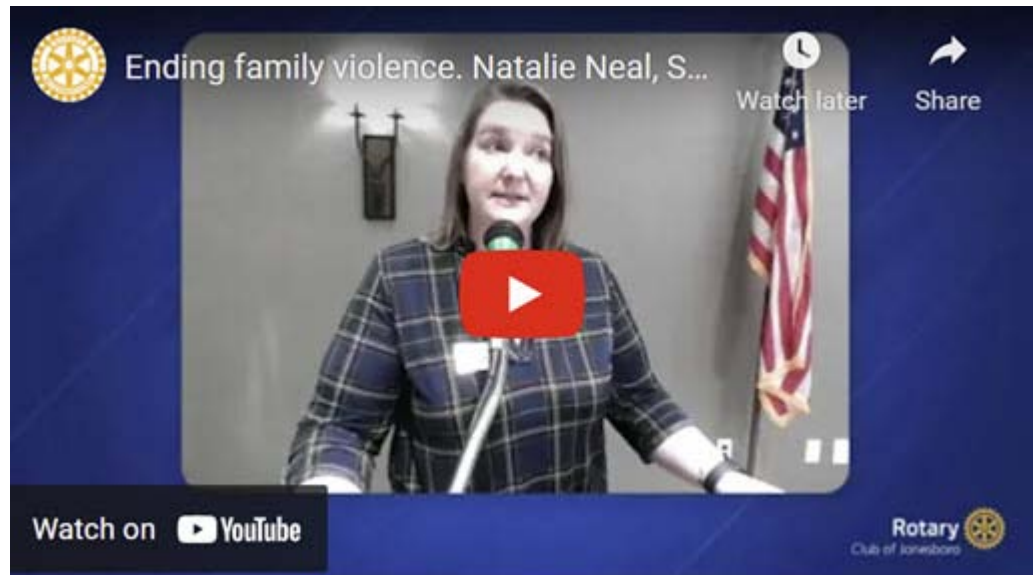 Ending family violence. Natalie Neal, S...
Watch later
Share
Watch on YouTube
Rotary
Club of Jonesboro